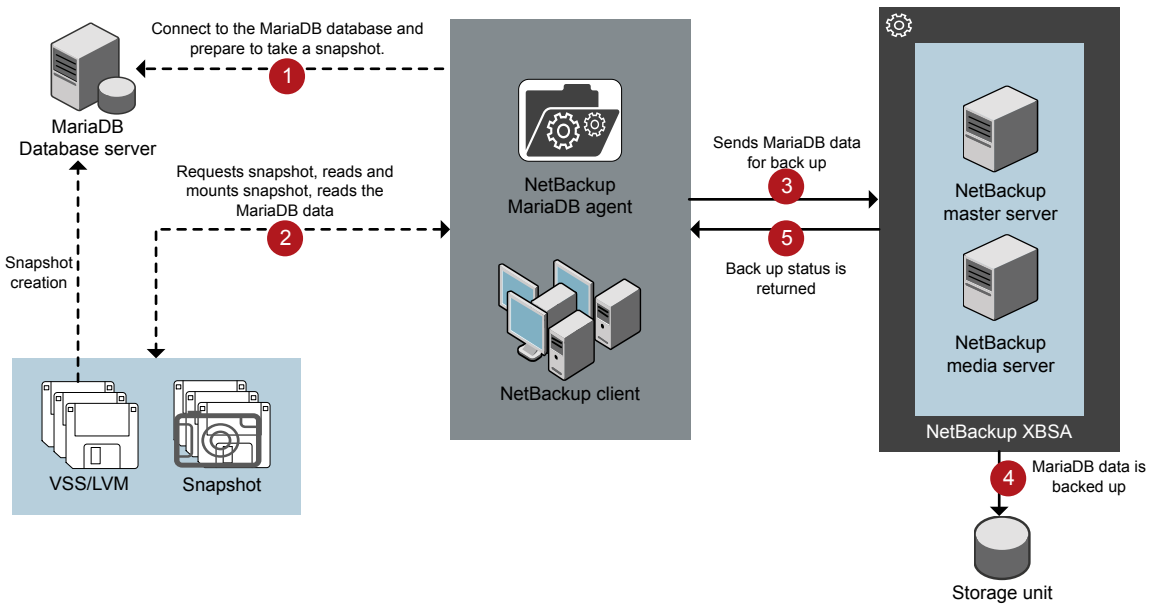 Connect to the MariaDB database and
prepare to take a snapshot.
1
MariaDB
Database server
Requests snapshot, reads and
mounts snapshot, reads the
MariaDB data
2
Snapshot
creation
VSS/LVM
Snapshot
NetBackup
MariaDB agent
NetBackup client
Sends MariaDB data
for back up
3
5
Back up status is
returned
NetBackup
master server
NetBackup
media server
NetBackup XBSA
4
MariaDB data is
backed up
Storage unit